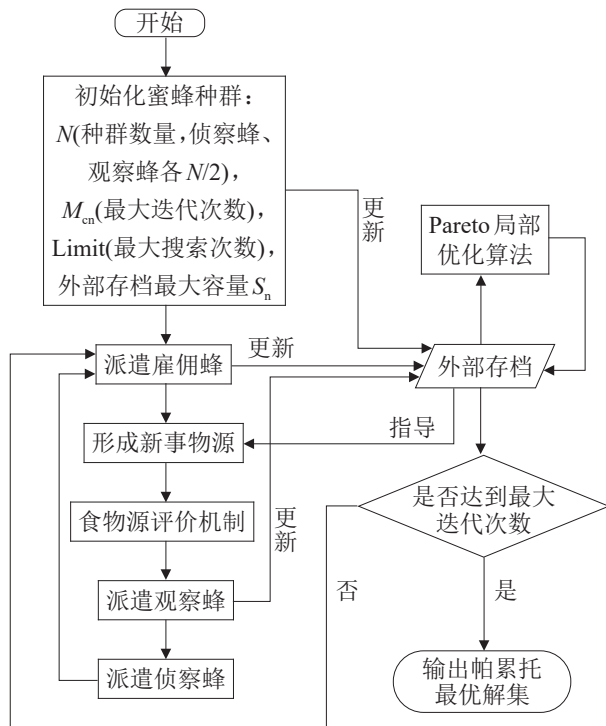 开始
初始化蜜蜂种群：
N(种群数量,侦察蜂、
观察蜂各N/2)，
Mcn(最大迭代次数)，
Limit(最大搜索次数)，
外部存档最大容量Sn
更新
Pareto局部
优化算法
派遣雇佣蜂
更新
外部存档
形成新事物源
指导
食物源评价机制
更新
是否达到最大
迭代次数
派遣观察蜂
否
是
派遣侦察蜂
输出帕累托
最优解集